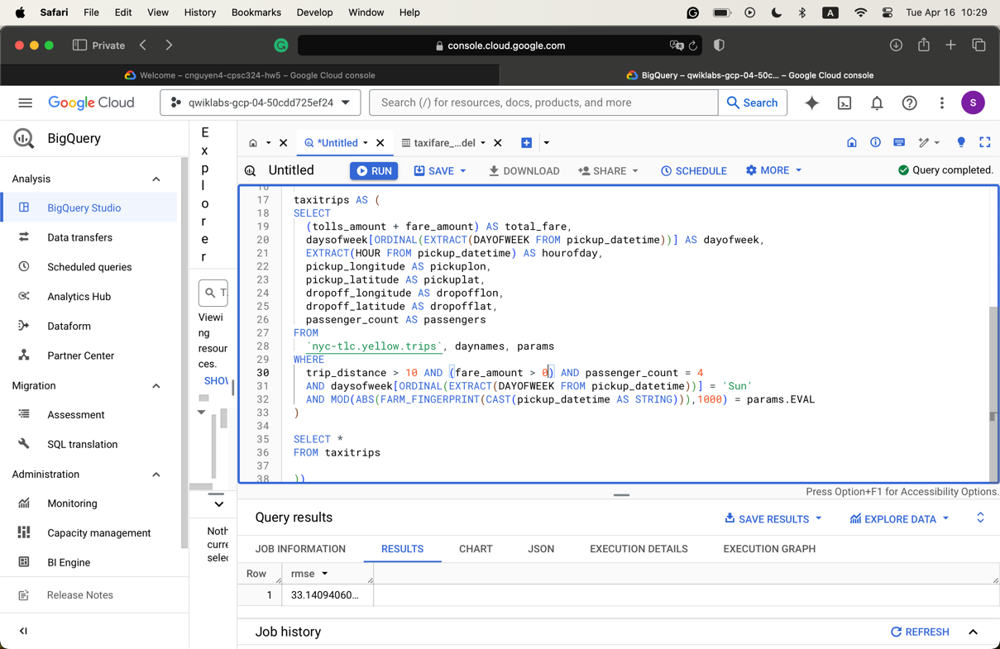 Safari File Edit View History Bookmarks Develop Window Help A Tue Apr 16 10:29
Private console.cloud.google.com
Welcome – cnguyen4-cpsc324-hw5 – Google Cloud console
BigQuery – qwiklabs-gcp-04-50c... – Google Cloud console
Google Cloud
qwiklabs-gcp-04-50cdd725ef24
Search (/) for resources, docs, products, and more
Search
S
BigQuery
Analysis
BigQuery Studio
Data transfers
Scheduled queries
Analytics Hub
Dataform
Partner Center
Migration
Assessment
SQL translation
Administration
Monitoring
Capacity management
BI Engine
Release Notes
E
x
p
l
o
r
e
r
T
Viewi
ng
resour
ces.
SHOW
Noth
curre
selec
*Untitled
taxifare_...del
Untitled
RUN
SAVE
DOWNLOAD
SHARE
SCHEDULE
MORE
Query completed.
16
17 taxitrips AS (
18 SELECT
19 (tolls_amount + fare_amount) AS total_fare,
20 daysofweek[ORDINAL(EXTRACT(DAYOFWEEK FROM pickup_datetime))] AS dayofweek,
21 EXTRACT(HOUR FROM pickup_datetime) AS hourofday,
22 pickup_longitude AS pickuplon,
23 pickup_latitude AS pickuplat,
24 dropoff_longitude AS dropofflon,
25 dropoff_latitude AS dropofflat,
26 passenger_count AS passengers
27 FROM
28 `nyc-tlc.yellow.trips`, daynames, params
29 WHERE
30 trip_distance > 10 AND (fare_amount > 0) AND passenger_count = 4
31 AND daysofweek[ORDINAL(EXTRACT(DAYOFWEEK FROM pickup_datetime))] = 'Sun'
32 AND MOD(ABS(FARM_FINGERPRINT(CAST(pickup_datetime AS STRING))),1000) = params.EVAL
33 )
34
35 SELECT *
36 FROM taxitrips
37
38 ))
Press Option+F1 for Accessibility Options.
Query results
SAVE RESULTS
EXPLORE DATA
JOB INFORMATION RESULTS CHART JSON EXECUTION DETAILS EXECUTION GRAPH
Row rmse
1 33.14094060...
Job history
REFRESH